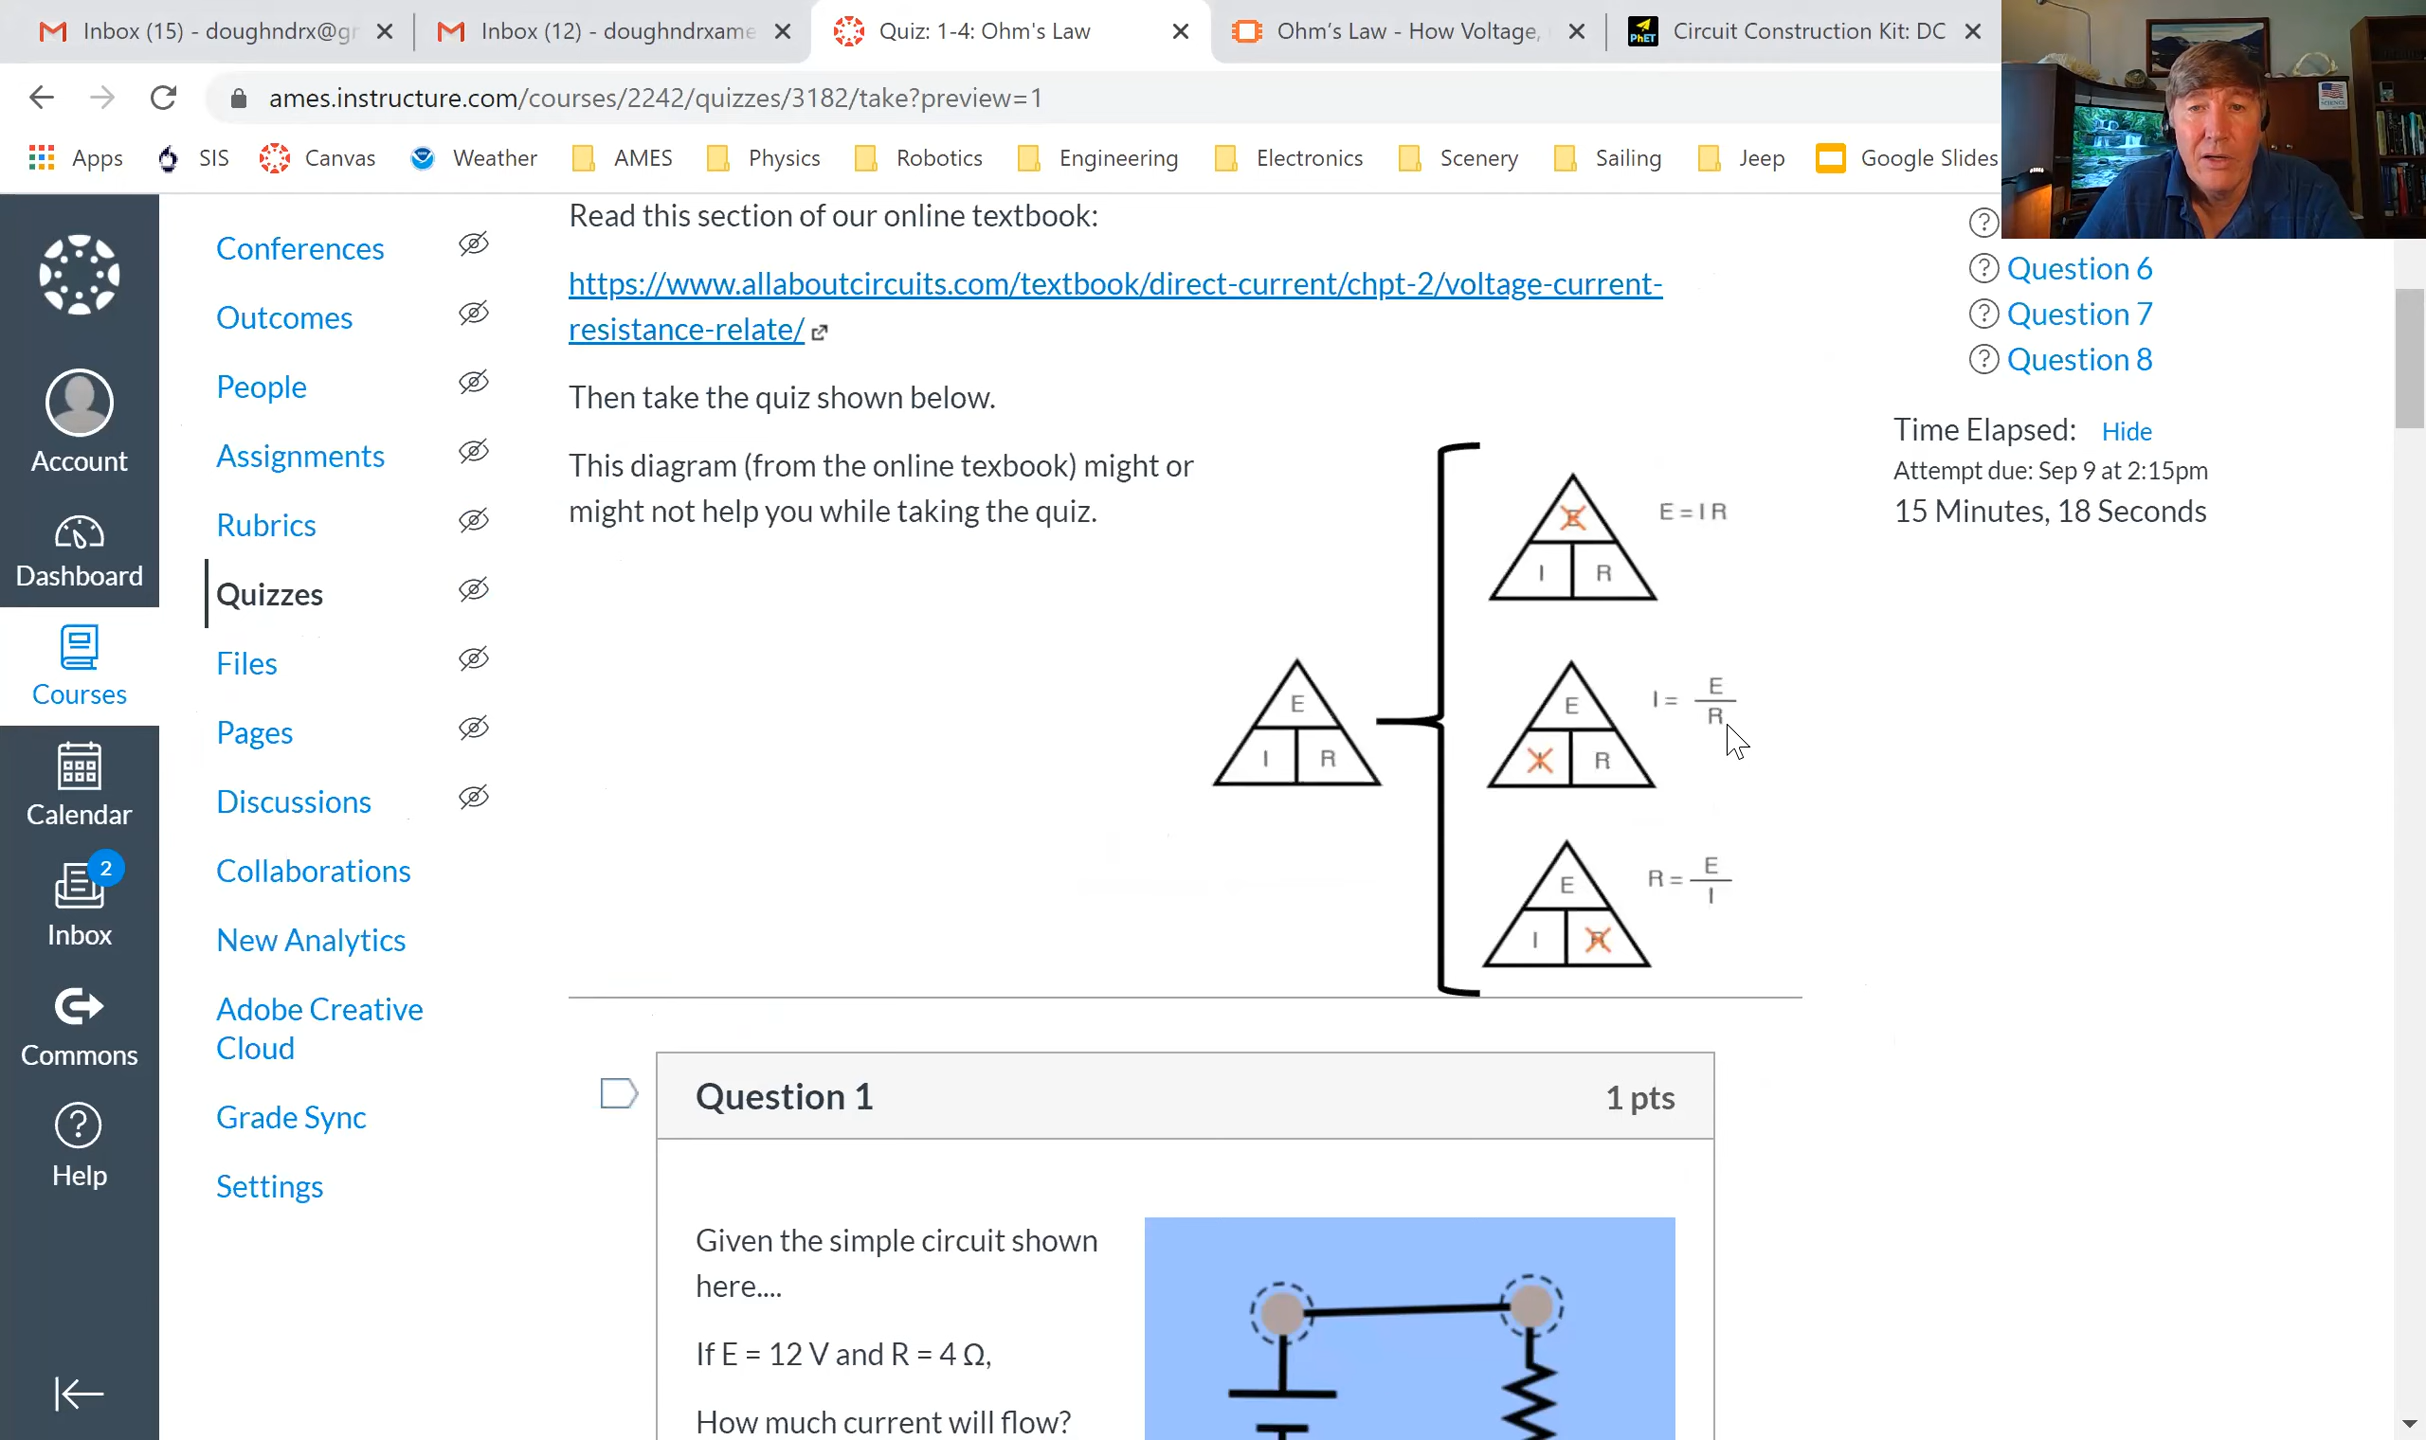 Inbox (15) - doughndrx@gr
Inbox (12) - doughndrxame
Quiz: 1-4: Ohm's Law
Ohm's Law - How Voltage,
PhET
Circuit Construction Kit: DC
ames.instructure.com/courses/2242/quizzes/3182/take?preview=1
Apps
SIS
Canvas
Weather
AMES
Physics
Robotics
Engineering
Electronics
Scenery
Sailing
Jeep
Google Slides
Account
Dashboard
Courses
Calendar
2
Inbox
Commons
Help
Conferences
Outcomes
People
Assignments
Rubrics
Quizzes
Files
Pages
Discussions
Collaborations
New Analytics
Adobe Creative
Cloud
Grade Sync
Settings
Read this section of our online textbook:
https://www.allaboutcircuits.com/textbook/direct-current/chpt-2/voltage-current-
resistance-relate/
Then take the quiz shown below.
This diagram (from the online texbook) might or
might not help you while taking the quiz.
E
I R
E
I R
E = I R
E
I R
I = E
R
E
I R
R = E
I
Question 6
Question 7
Question 8
Time Elapsed: Hide
Attempt due: Sep 9 at 2:15pm
15 Minutes, 18 Seconds
Question 1
1 pts
Given the simple circuit shown
here....
If E = 12 V and R = 4 Ω,
How much current will flow?